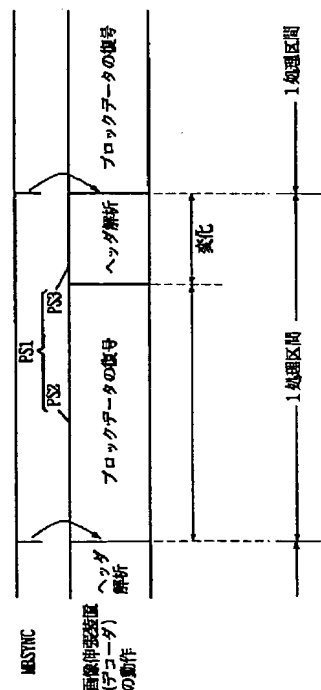 MBSYNC
PS1
PS2
PS3
画像伸張装置
(デコーダ)
の動作
ヘッダ
解析
ブロックデータの復号
ヘッダ解析
ブロックデータの復号
変化
1処理区間
1処理区間